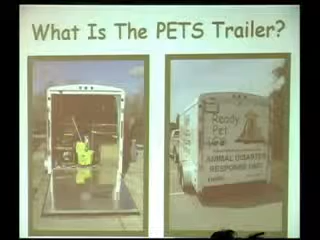 What Is The PETS Trailer?
Ready
Pet
ANIMAL DISASTER
RESPONSE UNIT